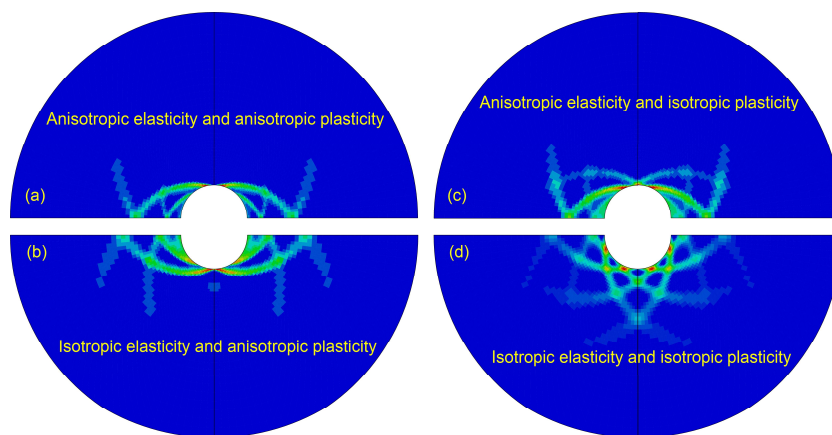 Anisotropic elasticity and anisotropic plasticity
(a)
(b)
Isotropic elasticity and anisotropic plasticity
Anisotropic elasticity and isotropic plasticity
(c)
(d)
Isotropic elasticity and isotropic plasticity